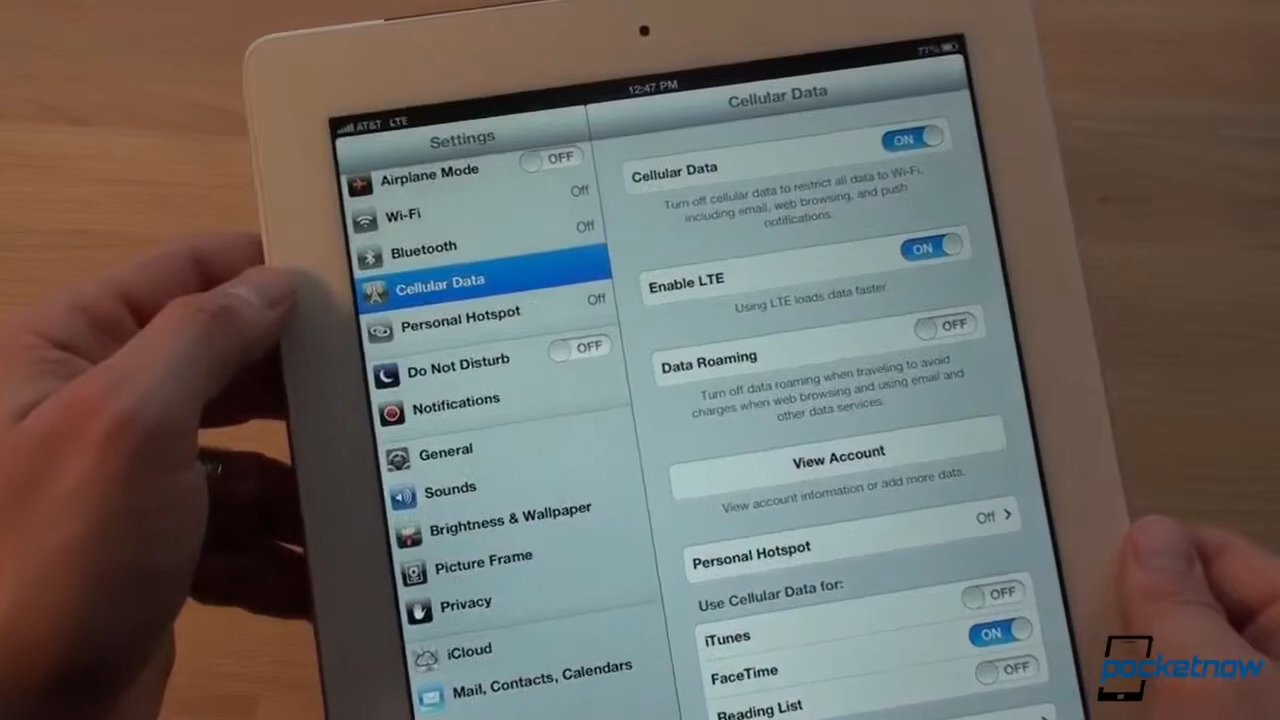 AT&T LTE
12:47 PM
77%
Settings
Airplane Mode OFF
Wi-Fi Off
Bluetooth Off
Cellular Data
Personal Hotspot Off
Do Not Disturb OFF
Notifications
General
Sounds
Brightness & Wallpaper
Picture Frame
Privacy
iCloud
Mail, Contacts, Calendars
Cellular Data
Cellular Data ON
Turn off cellular data to restrict all data to Wi-Fi,
including email, web browsing, and push
notifications.
Enable LTE ON
Using LTE loads data faster.
Data Roaming OFF
Turn off data roaming when traveling to avoid
charges when web browsing and using email and
other data services.
View Account
View account information or add more data.
Personal Hotspot Off
Use Cellular Data for:
iTunes OFF
FaceTime ON
Reading List OFF
pocketnow